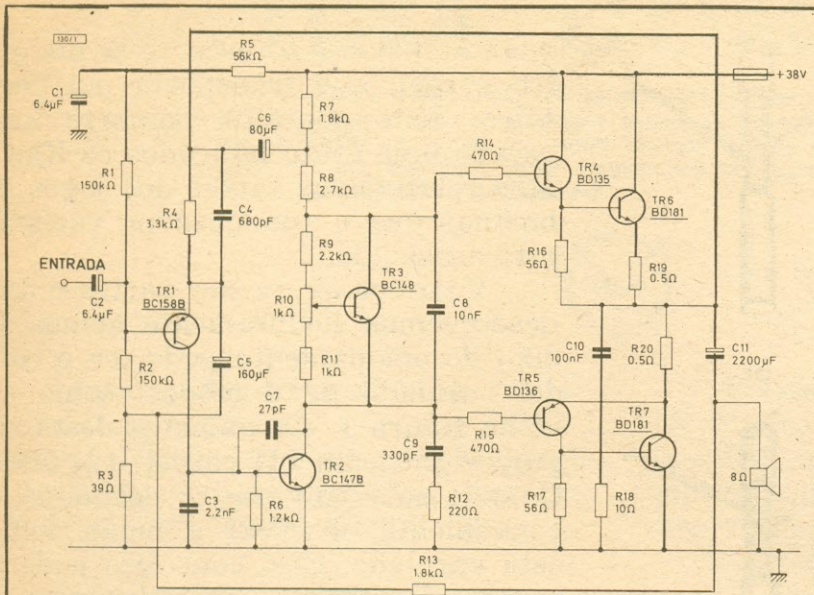 130/1
R5
56kΩ
+38V
C1
6.4µF
R7
1.8kΩ
C6
80µF
R14
470Ω
TR4
BD135
R1
150kΩ
R8
2.7kΩ
TR6
BD181
R4
3.3kΩ
C4
680pF
R9
2.2kΩ
R16
56Ω
R19
0.5Ω
ENTRADA
TR3
BC148
TR1
BC158B
C2
6.4µF
R10
1kΩ
C8
10nF
C10
100nF
R20
0.5Ω
C11
2200µF
R2
150kΩ
C5
160µF
R11
1kΩ
TR5
BD136
C7
27pF
TR7
BD181
R15
470Ω
C9
330pF
TR2
BC147B
8Ω
R3
39Ω
C3
2.2nF
R6
1.2kΩ
R12
220Ω
R17
56Ω
R18
10Ω
R13
1.8kΩ